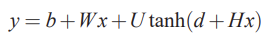 y = b + Wx + U tanh(d + Hx)